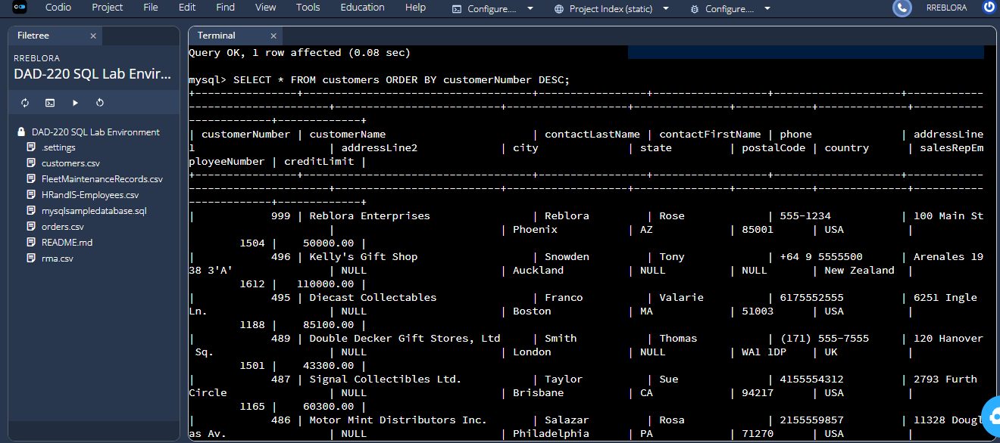 Codio Project File Edit Find View Tools Education Help Configure.... Project Index (static) Configure.... RREBLORA
Filetree ×
Terminal ×
RREBLORA
DAD-220 SQL Lab Envir...
DAD-220 SQL Lab Environment
.settings
customers.csv
FleetMaintenanceRecords.csv
HRandIS-Employees.csv
mysqlsampledatabase.sql
orders.csv
README.md
rma.csv
Query OK, 1 row affected (0.08 sec)
mysql> SELECT * FROM customers ORDER BY customerNumber DESC;
+----------------+------------------------------------+-----------------+------------------+--------------------+-----------
----------------------+--------------------------+---------------+---------------+------------+--------------+-----------
-------------+-------------+
| customerNumber | customerName | contactLastName | contactFirstName | phone | addressLine
1 | addressLine2 | city | state | postalCode | country | salesRepEm
ployeeNumber | creditLimit |
+----------------+------------------------------------+-----------------+------------------+--------------------+-----------
----------------------+--------------------------+---------------+---------------+------------+--------------+-----------
-------------+-------------+
| 999 | Reblora Enterprises | Reblora | Rose | 555-1234 | 100 Main St
| | Phoenix | AZ | 85001 | USA |
1504 | 50000.00 |
| 496 | Kelly's Gift Shop | Snowden | Tony | +64 9 5555500 | Arenales 19
38 3'A' | NULL | Auckland | NULL | NULL | New Zealand |
1612 | 110000.00 |
| 495 | Diecast Collectables | Franco | Valarie | 6175552555 | 6251 Ingle
Ln. | NULL | Boston | MA | 51003 | USA |
1188 | 85100.00 |
| 489 | Double Decker Gift Stores, Ltd | Smith | Thomas | (171) 555-7555 | 120 Hanover
Sq. | NULL | London | NULL | WA1 1DP | UK |
1501 | 43300.00 |
| 487 | Signal Collectibles Ltd. | Taylor | Sue | 4155554312 | 2793 Furth
Circle | NULL | Brisbane | CA | 94217 | USA |
1165 | 60300.00 |
| 486 | Motor Mint Distributors Inc. | Salazar | Rosa | 2155559857 | 11328 Dougl
as Av. | NULL | Philadelphia | PA | 71270 | USA |